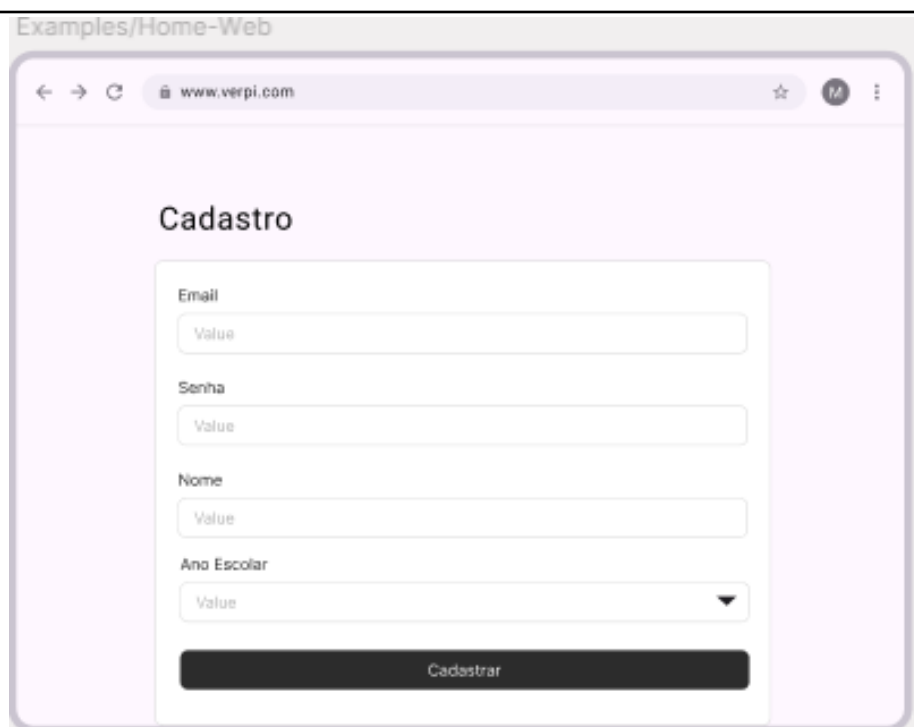 Examples/Home-Web
www.verpi.com
M
Cadastro
Email
Value
Senha
Value
Nome
Value
Ano Escolar
Value
Cadastrar